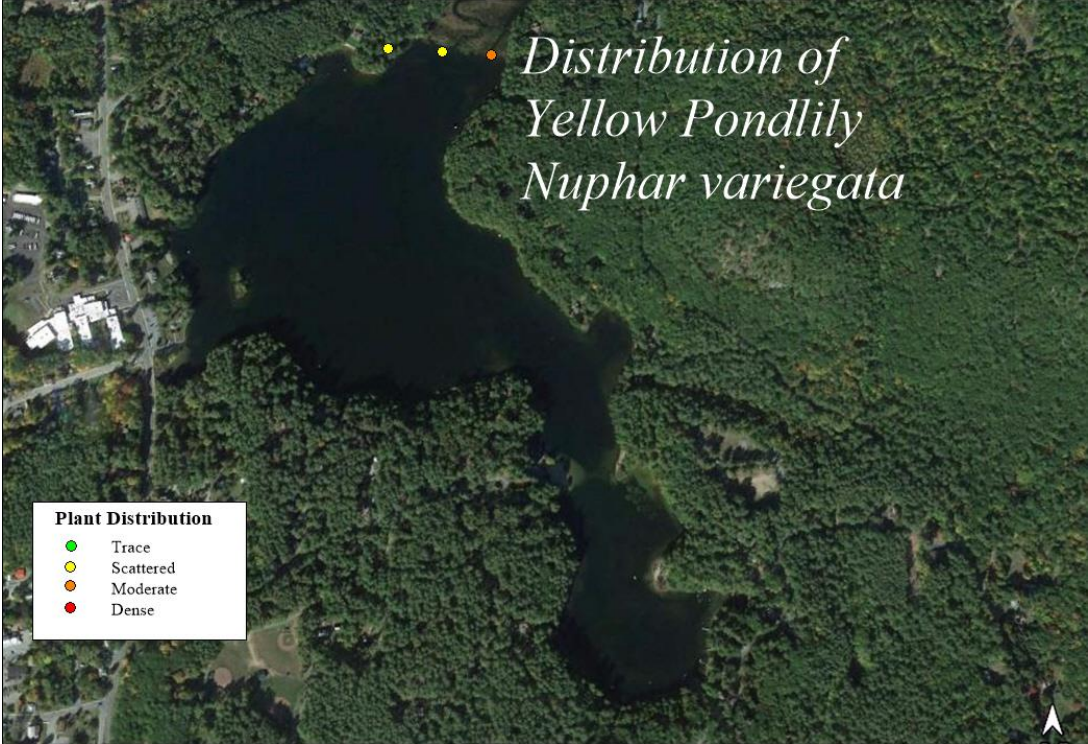 Distribution of
Yellow Pondlily
Nuphar variegata
Plant Distribution
Trace
Scattered
Moderate
Dense